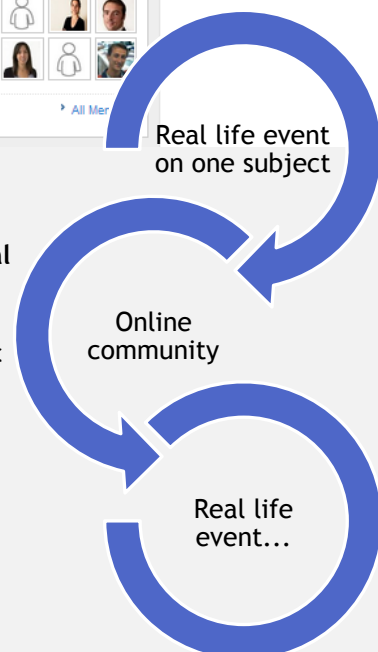 All Mer
Real life event
on one subject
Online
community
Real life
event...